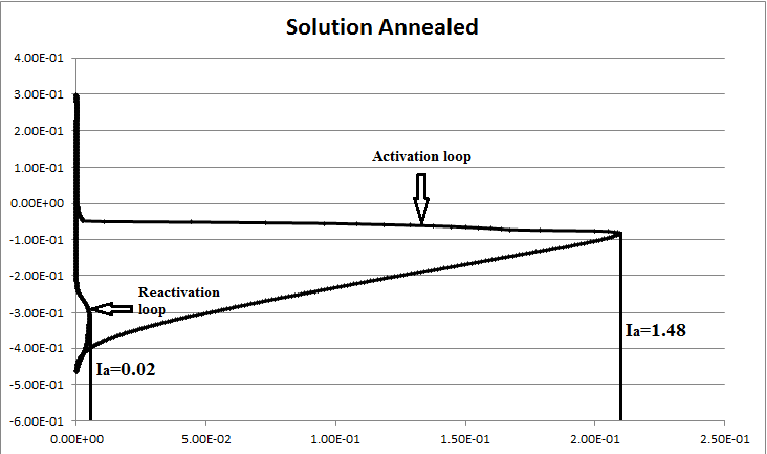 Solution Annealed
4.00E-01
3.00E-01
2.00E-01
1.00E-01
0.00E+00
-1.00E-01
-2.00E-01
-3.00E-01
-4.00E-01
-5.00E-01
-6.00E-01
Activation loop
Reactivation
loop
Ia=1.48
Ia=0.02
0.00E+00 5.00E-02 1.00E-01 1.50E-01 2.00E-01 2.50E-01